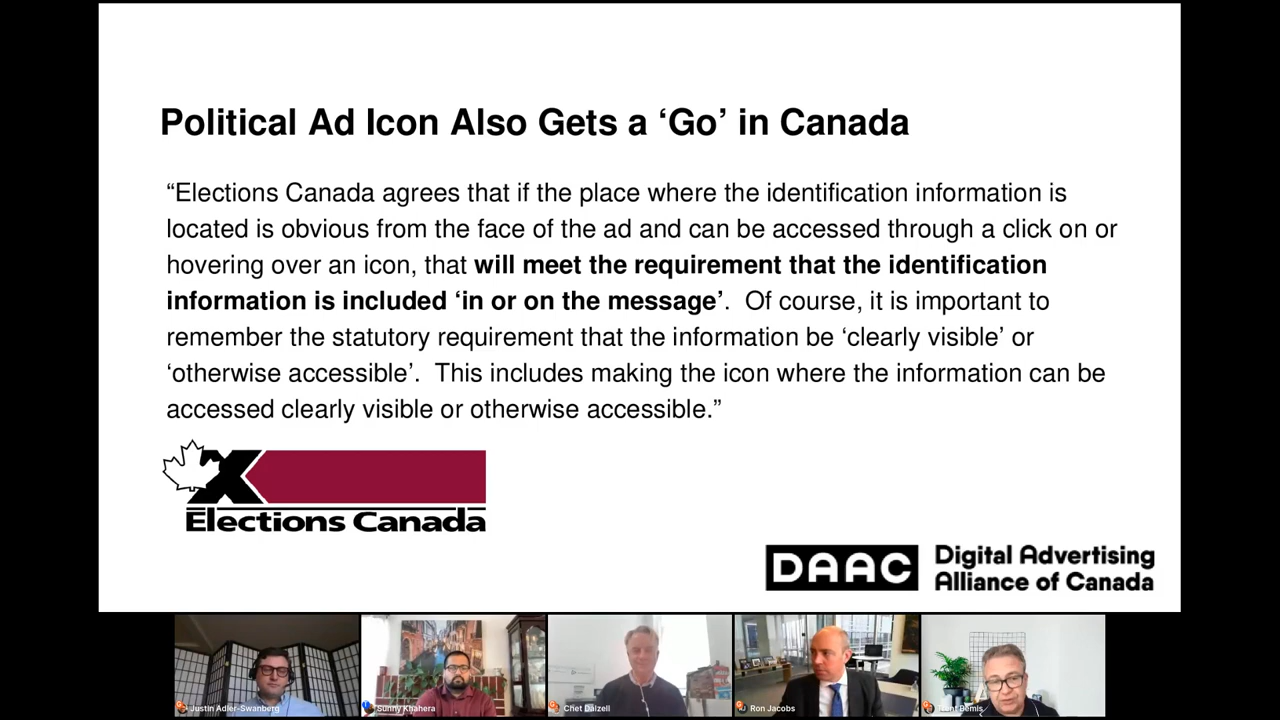 Political Ad Icon Also Gets a ‘Go’ in Canada
“Elections Canada agrees that if the place where the identification information is
located is obvious from the face of the ad and can be accessed through a click on or
hovering over an icon, that will meet the requirement that the identification
information is included ‘in or on the message’.  Of course, it is important to
remember the statutory requirement that the information be ‘clearly visible’ or
‘otherwise accessible’.  This includes making the icon where the information can be
accessed clearly visible or otherwise accessible.”
Elections Canada
DAAC
Digital Advertising
Alliance of Canada
Justin Adler-Swanberg
Sunny Khahera
Chet Dalzell
Ron Jacobs
Bemis